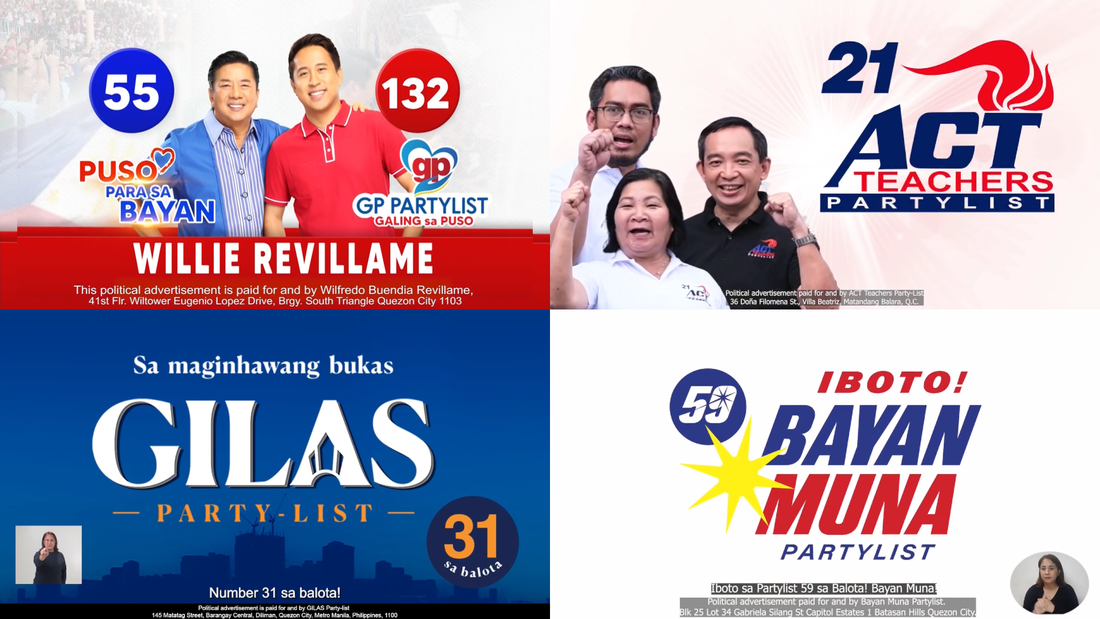 55
132
PUSO
PARA SA
BAYAN
gp
GP PARTYLIST
GALING sa PUSO
WILLIE REVILLAME
This political advertisement is paid for and by Wilfredo Buendia Revillame,
41st Flr. Wiltower Eugenio Lopez Drive, Brgy. South Triangle Quezon City 1103
21
ACT
TEACHERS
PARTYLIST
21 ACT
ACT
Political advertisement paid for and by ACT Teachers Party-List
36 Doña Filomena St., Villa Beatriz, Matandang Balara, Q.C.
Sa maginhawang bukas
GILAS
PARTY-LIST
31
sa balota
Number 31 sa balota!
Political advertisement is paid for and by GILAS Party-list
145 Matatag Street, Barangay Central, Diliman, Quezon City, Metro Manila, Philippines, 1100
59
IBOTO!
BAYAN
MUNA
PARTYLIST
Iboto sa Partylist 59 sa Balota! Bayan Muna!
Political advertisement paid for and by Bayan Muna Partylist.
Blk 25 Lot 34 Gabriela Silang St Capitol Estates 1 Batasan Hills Quezon City.